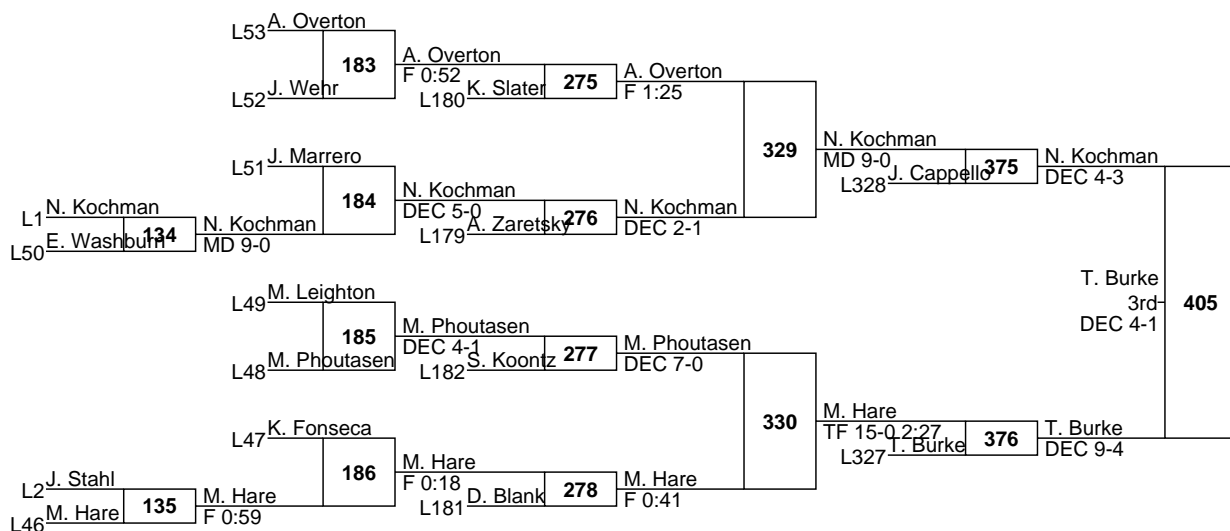 L53 A. Overton
183
A. Overton
F 0:52
L52 J. Wehr
L180 K. Slater
275
A. Overton
F 1:25
329
N. Kochman
MD 9-0
L51 J. Marrero
184
N. Kochman
DEC 5-0
L1 N. Kochman
134
L50 E. Washburn
N. Kochman
MD 9-0
L179 A. Zaretsky
276
N. Kochman
DEC 2-1
L328 J. Cappello
375
N. Kochman
DEC 4-3
T. Burke
3rd
DEC 4-1
405
L49 M. Leighton
185
M. Phoutasen
DEC 4-1
L48 M. Phoutasen
L182 S. Koontz
277
M. Phoutasen
DEC 7-0
330
M. Hare
TF 15-0 2:27
L47 K. Fonseca
186
M. Hare
F 0:18
L2 J. Stahl
135
L46 M. Hare
M. Hare
F 0:59
L181 D. Blank
278
M. Hare
F 0:41
L327 T. Burke
376
T. Burke
DEC 9-4